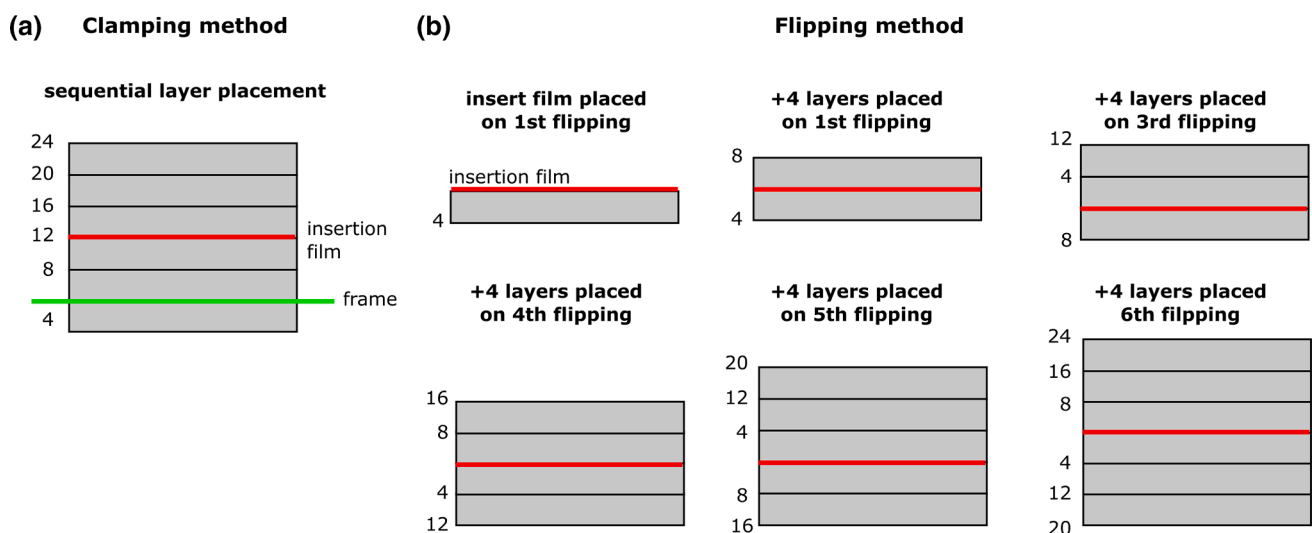 (a) Clamping method
sequential layer placement
24
20
16
12
insertion
film
8
frame
4
(b) Flipping method
insert film placed
on 1st flipping
insertion film
4
+4 layers placed
on 1st flipping
8
4
+4 layers placed
on 3rd flipping
12
4
8
+4 layers placed
on 4th flipping
16
8
4
12
+4 layers placed
on 5th flipping
20
12
4
8
16
+4 layers placed
6th filpping
24
16
8
4
12
20